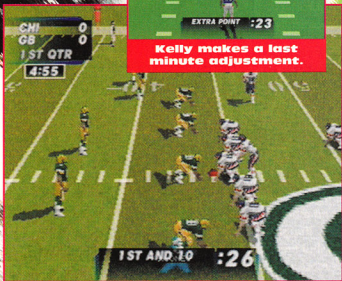 EXTRA POINT :23
Kelly makes a last
minute adjustment.
CHI 0
GB 0
1ST QTR
4:55
1ST AND 10 :26